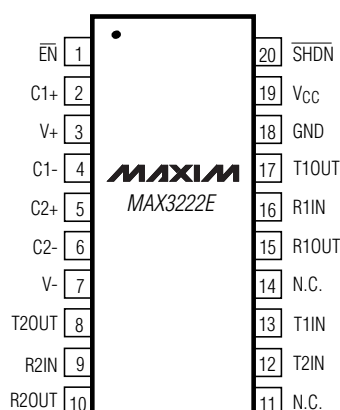 EN 1 20 SHDN
C1+ 2 19 VCC
V+ 3 18 GND
C1- 4 MAXIM 17 T1OUT
C2+ 5 MAX3222E 16 R1IN
C2- 6 15 R1OUT
V- 7 14 N.C.
T2OUT 8 13 T1IN
R2IN 9 12 T2IN
R2OUT 10 11 N.C.